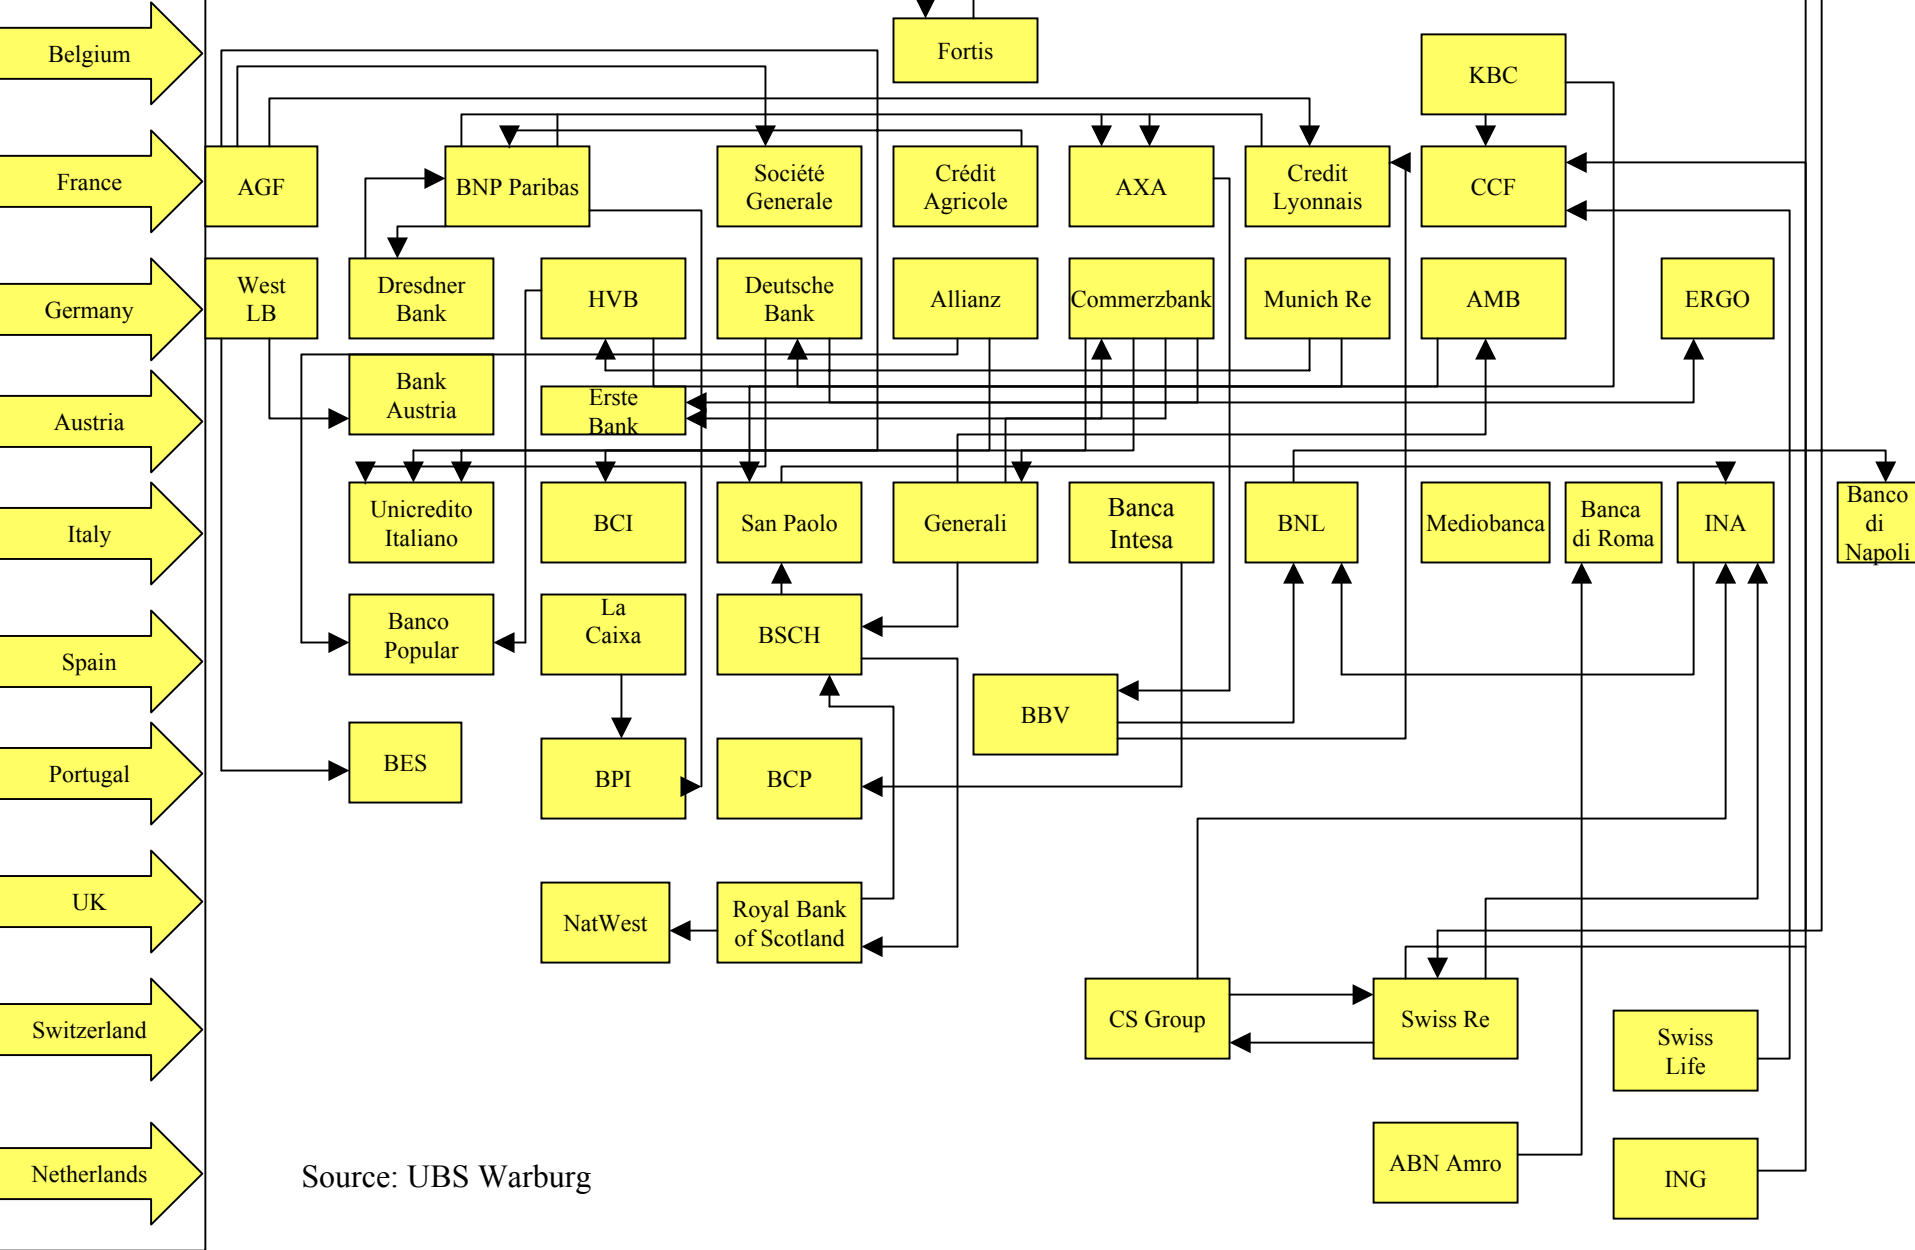 Belgium
Fortis
KBC
France
AGF
BNP Paribas
Société
Generale
Crédit
Agricole
AXA
Credit
Lyonnais
CCF
Germany
West
LB
Dresdner
Bank
HVB
Deutsche
Bank
Allianz
Commerzbank
Munich Re
AMB
ERGO
Austria
Bank
Austria
Erste
Bank
Italy
Unicredito
Italiano
BCI
San Paolo
Generali
Banca
Intesa
BNL
Mediobanca
Banca
di Roma
INA
Banco
di
Napoli
Spain
Banco
Popular
La
Caixa
BSCH
BBV
Portugal
BES
BPI
BCP
UK
NatWest
Royal Bank
of Scotland
Switzerland
CS Group
Swiss Re
Swiss
Life
Netherlands
ABN Amro
ING
Source: UBS Warburg